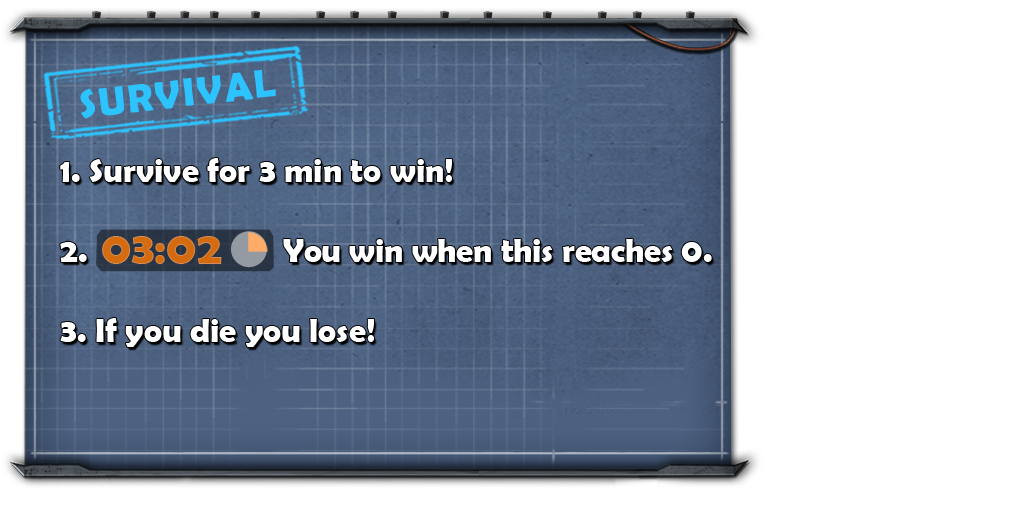 SURVIVAL
1. Survive for 3 min to win!
2. 03:02 You win when this reaches 0.
3. If you die you lose!